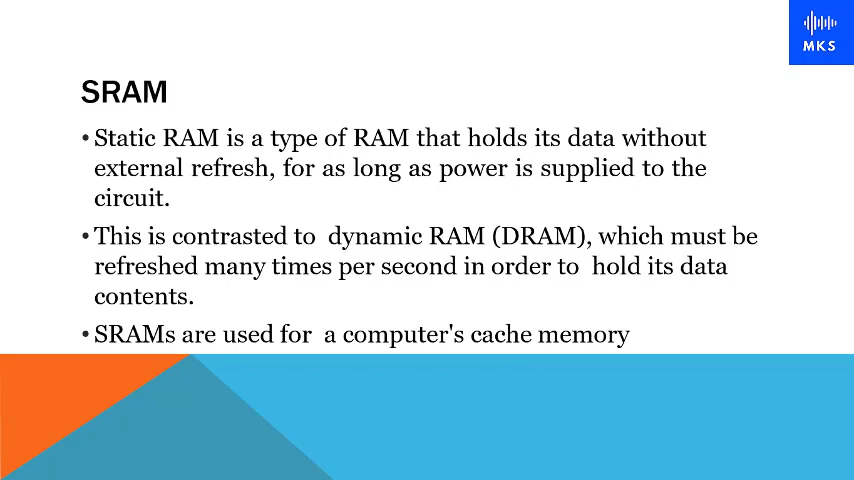 MKS
SRAM
• Static RAM is a type of RAM that holds its data without
external refresh, for as long as power is supplied to the
circuit.
• This is contrasted to  dynamic RAM (DRAM), which must be
refreshed many times per second in order to  hold its data
contents.
• SRAMs are used for  a computer's cache memory